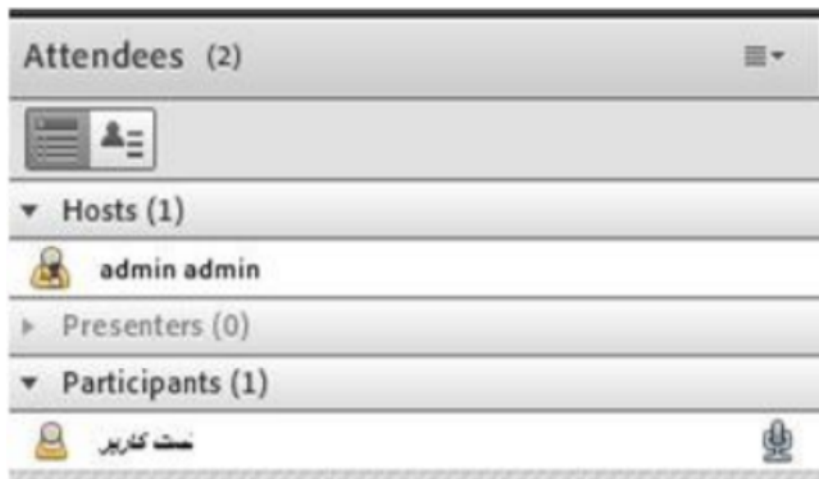 Attendees (2)
Hosts (1)
admin admin
Presenters (0)
Participants (1)
تست کاربر